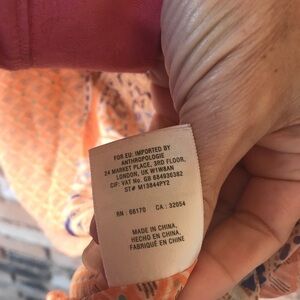 FOR EU: IMPORTED BY
ANTHROPOLOGIE
24 MARKET PLACE, 3RD FLOOR,
LONDON, UK W1W8AN
CIF: VAT No. GB 684936382
ST# M13844PY2
RN : 66170 CA : 32054
MADE IN CHINA.
HECHO EN CHINA.
FABRIQUÉ EN CHINE